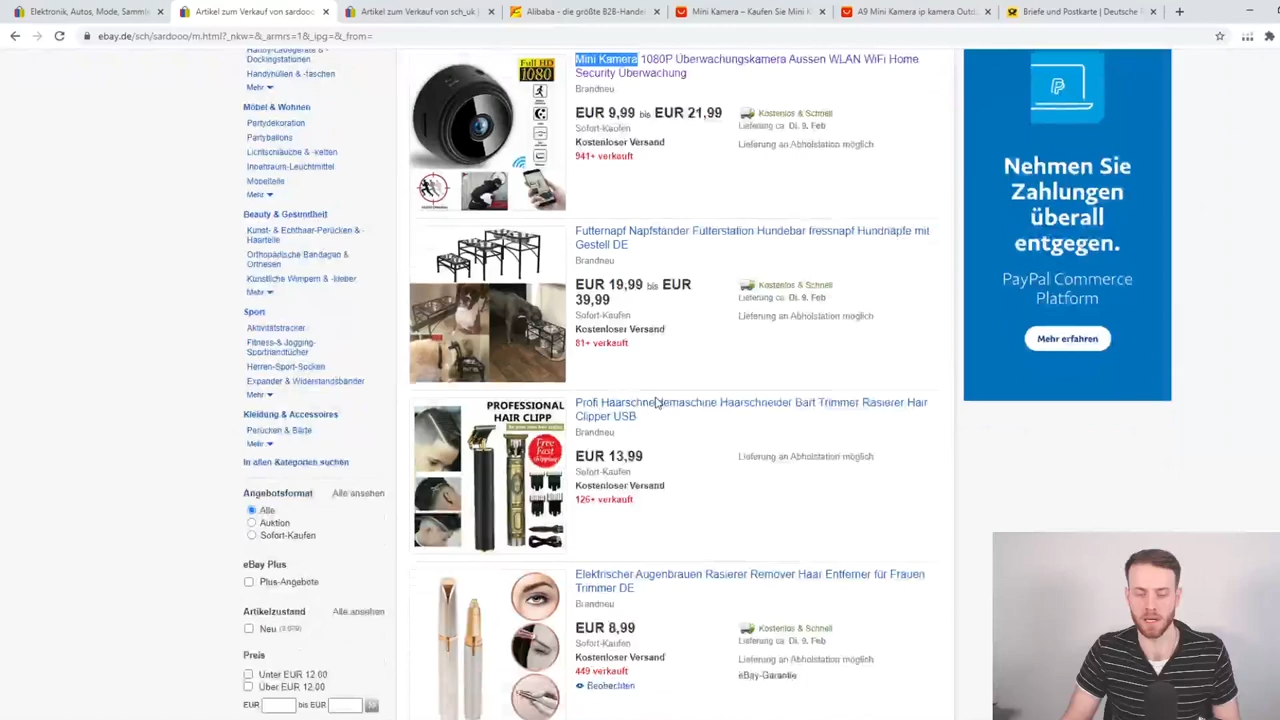 Elektronik, Autos, Mode, Samml
Artikel zum Verkauf von sardoo
Artikel zum Verkauf von sch_uk
Alibaba - die größte B2B-Handel
Mini Kamera – Kaufen Sie Mini K
A9 Mini Kamera ip kamera Outd
Briefe und Postkarte | Deutsche
ebay.de/sch/sardooo/m.html?_nkw=&_armrs=1&_ipg=&_from=
Handy-Ladegeräte &
Dockingstationen
Handyhüllen & -taschen
Mehr
Möbel & Wohnen
Partydekoration
Partyballons
Lichtschläuche & -ketten
Innenraum-Leuchtmittel
Möbelteile
Mehr
Beauty & Gesundheit
Kunst- & Echthaar-Perücken & -
Haarteile
Orthopädische Bandagen &
Orthesen
Künstliche Wimpern & -kleber
Mehr
Sport
Aktivitätstracker
Fitness-& Jogging-
Sporthandtücher
Herren-Sport-Socken
Expander & Widerstandsbänder
Mehr
Kleidung & Accessoires
Perücken & Bärte
Mehr
In allen Kategorien suchen
Angebotsformat Alle ansehen
Alle
Auktion
Sofort-Kaufen
eBay Plus
Plus-Angebote
Artikelzustand Alle ansehen
Neu
Preis
Unter EUR 12.00
Über EUR 12.00
EUR bis EUR
Full HD
1080
Mini Kamera 1080P Überwachungskamera Aussen WLAN WiFi Home
Security Überwachung
Brandneu
EUR 9,99 bis EUR 21,99
Sofort-Kaufen
Kostenloser Versand
941+ verkauft
Kostenlos & Schnell
Lieferung ca. Di. 9. Feb
Lieferung an Abholstation möglich
Futternapf Napfständer Futterstation Hundebar fressnapf Hundnäpfe mit
Gestell DE
Brandneu
EUR 19,99 bis EUR
39,99
Sofort-Kaufen
Kostenloser Versand
81+ verkauft
Kostenlos & Schnell
Lieferung ca. Di. 9. Feb
Lieferung an Abholstation möglich
PROFESSIONAL
HAIR CLIPP
Free
Fast
Profi Haarschneidemaschine Haarschneider Bart Trimmer Rasierer Hair
Clipper USB
Brandneu
EUR 13,99
Sofort-Kaufen
Kostenloser Versand
126+ verkauft
Lieferung an Abholstation möglich
Elektrischer Augenbrauen Rasierer Remover Haar Entferner für Frauen
Trimmer DE
Brandneu
EUR 8,99
Sofort-Kaufen
Kostenloser Versand
449 verkauft
Beobachten
Kostenlos & Schnell
Lieferung ca. Di. 9. Feb
Lieferung an Abholstation möglich
eBay-Garantie
Nehmen Sie
Zahlungen
überall
entgegen.
PayPal Commerce
Platform
Mehr erfahren